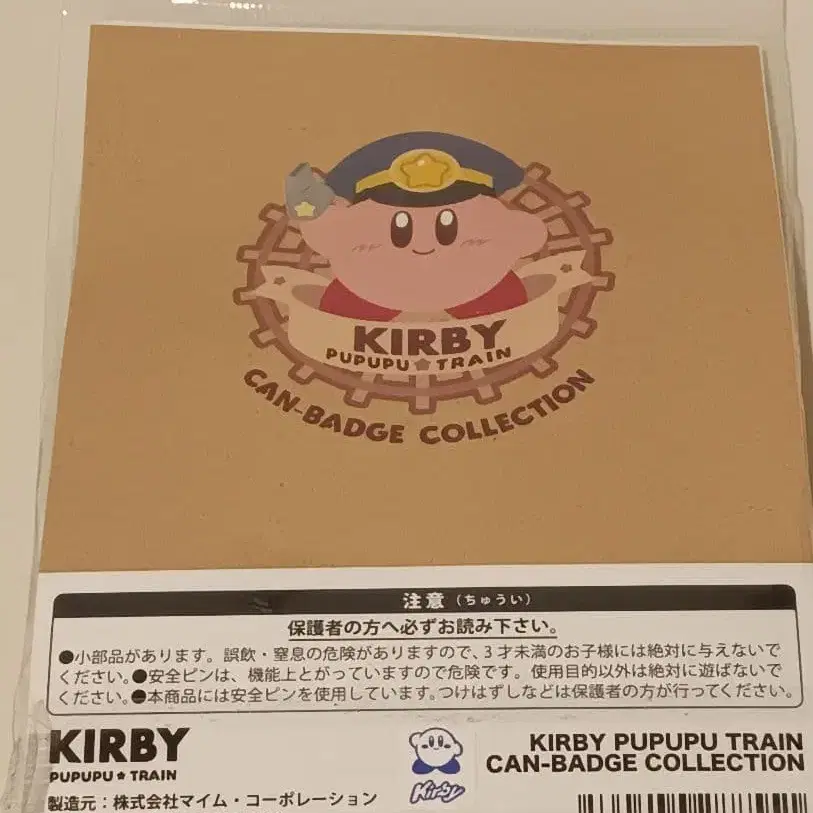 KIRBY
PUPUPU★TRAIN
CAN-BADGE COLLECTION
注意（ちゅうい）
保護者の方へ必ずお読み下さい。
●小部品があります。誤飲・窒息の危険がありますので、3才未満のお子様には絶対に与えないで
ください。●安全ピンは、機能上とがっていますので危険です。使用目的以外は絶対に遊ばないで
ください。●本商品には安全ピンを使用しています。つけはずしなどは保護者の方が行ってください。
KIRBY
PUPUPU★TRAIN
製造元：株式会社マイム・コーポレーション
Kirby
KIRBY PUPUPU TRAIN
CAN-BADGE COLLECTION